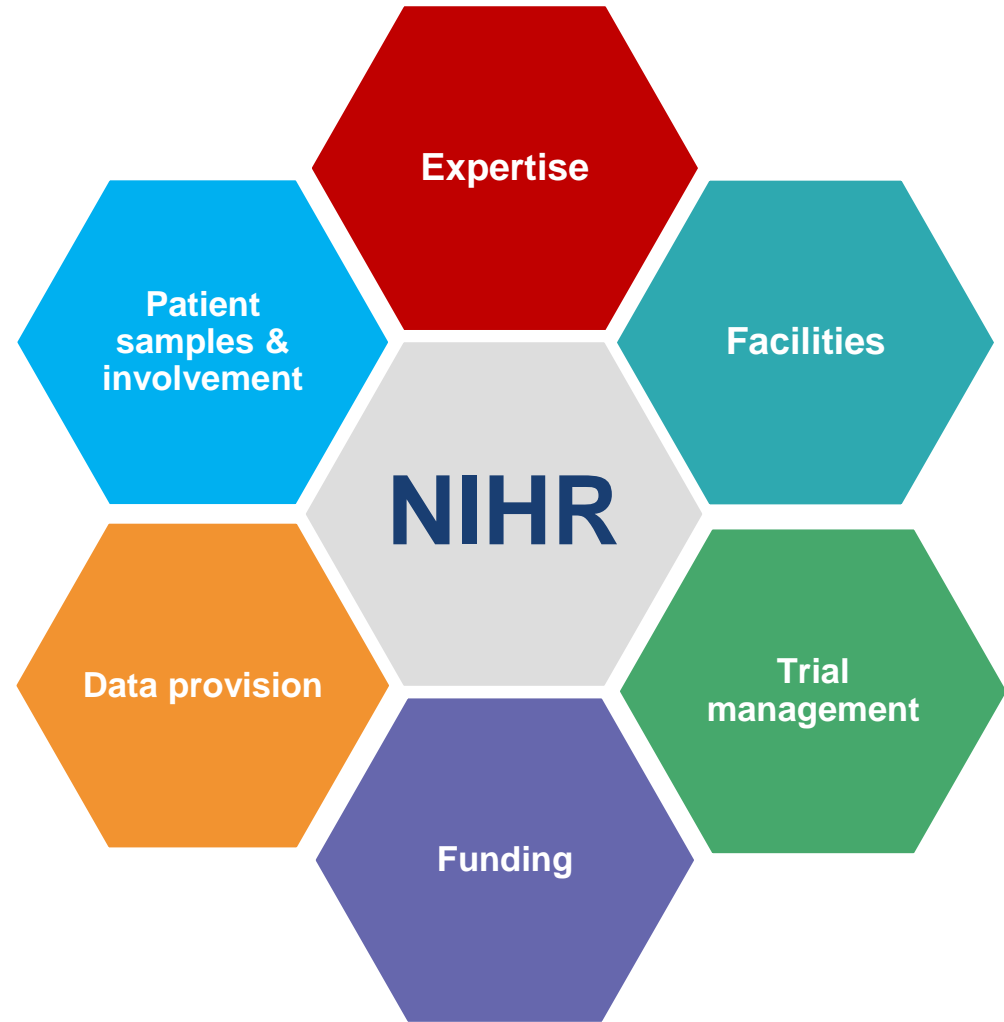 Expertise
Patient
samples &
involvement
Facilities
NIHR
Data provision
Trial
management
Funding